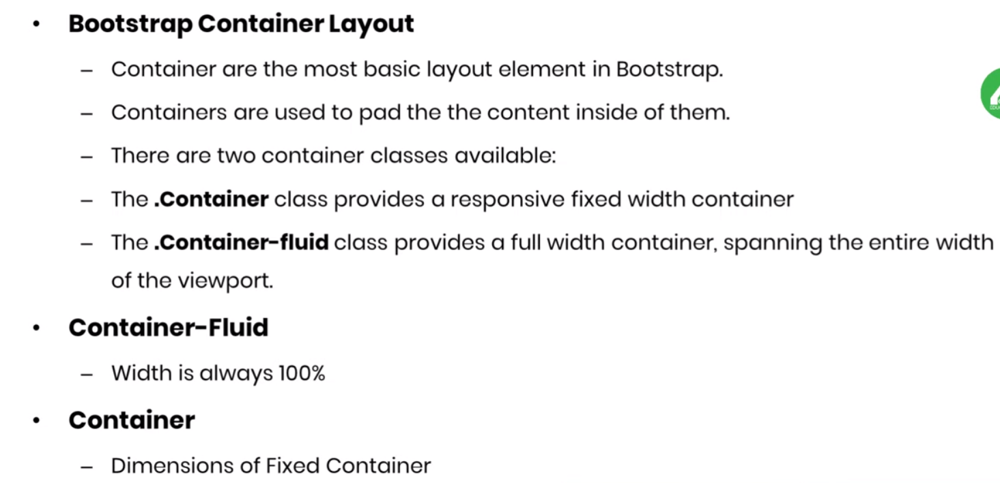 • Bootstrap Container Layout
– Container are the most basic layout element in Bootstrap.
– Containers are used to pad the the content inside of them.
– There are two container classes available:
– The .Container class provides a responsive fixed width container
– The .Container-fluid class provides a full width container, spanning the entire width
of the viewport.
• Container-Fluid
– Width is always 100%
• Container
– Dimensions of Fixed Container